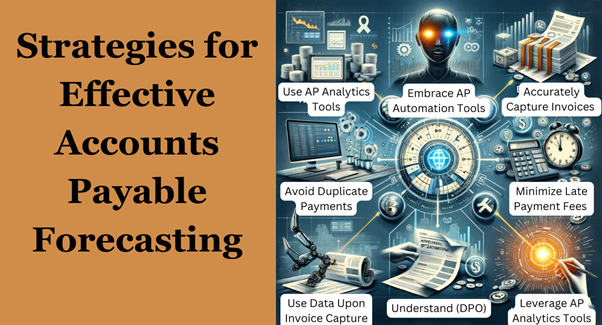 Strategies for
Effective
Accounts
Payable
Forecasting
Use AP Analytics
Tools
Embrace AP
Automation Tools
Accurately
Capture Invoices
Avoid Duplicate
Payments
Minimize Late
Payment Fees
Use Data Upon
Invoice Capture
Understand (DPO)
Leverage AP
Analytics Tools